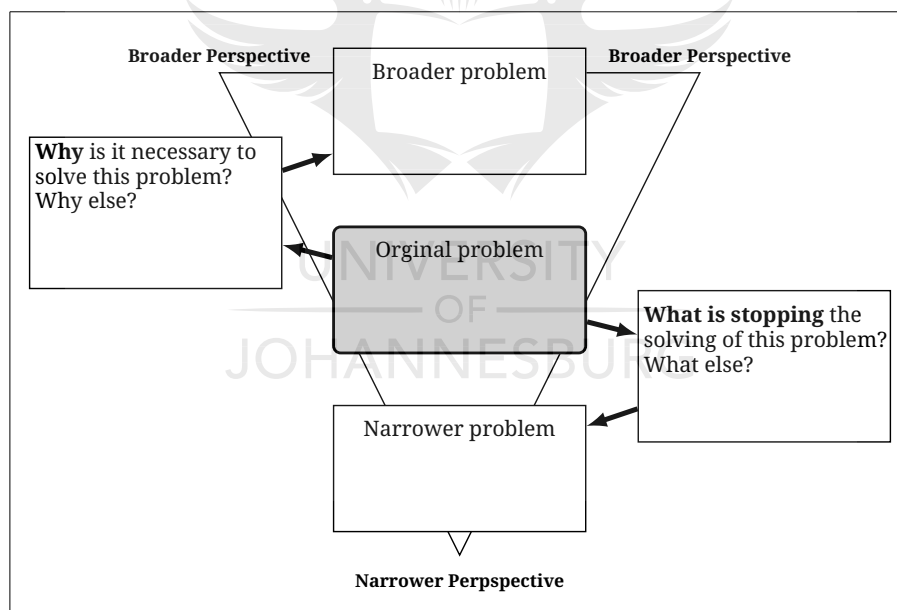 Broader Perspective
Broader Perspective
Broader problem
Why is it necessary to
solve this problem?
Why else?
Orginal problem
UNIVERSITY
OF
JOHANNESBURG
What is stopping the
solving of this problem?
What else?
Narrower problem
Narrower Perpspective